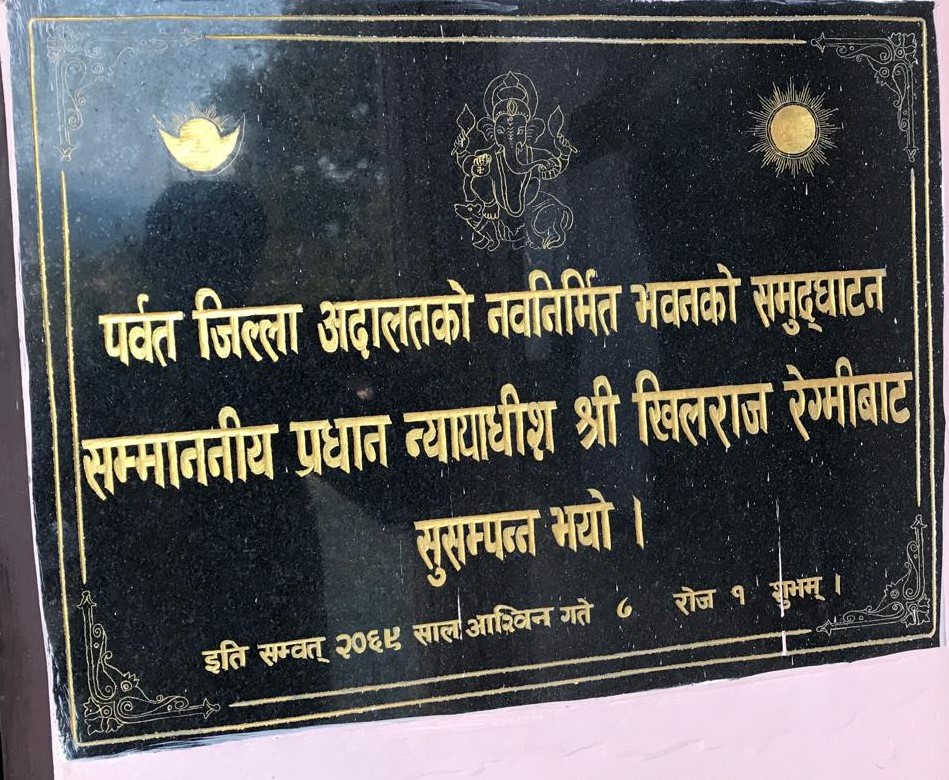 पर्वत जिल्ला अदालतको नवनिर्मित भवनको समुद्घाटन
सम्माननीय प्रधान न्यायाधीश श्री खिलराज रेग्मीबाट
सुसम्पन्न भयो ।
इति सम्वत् २०६९ साल आश्विन गते ८ रोज १ शुभम् ।